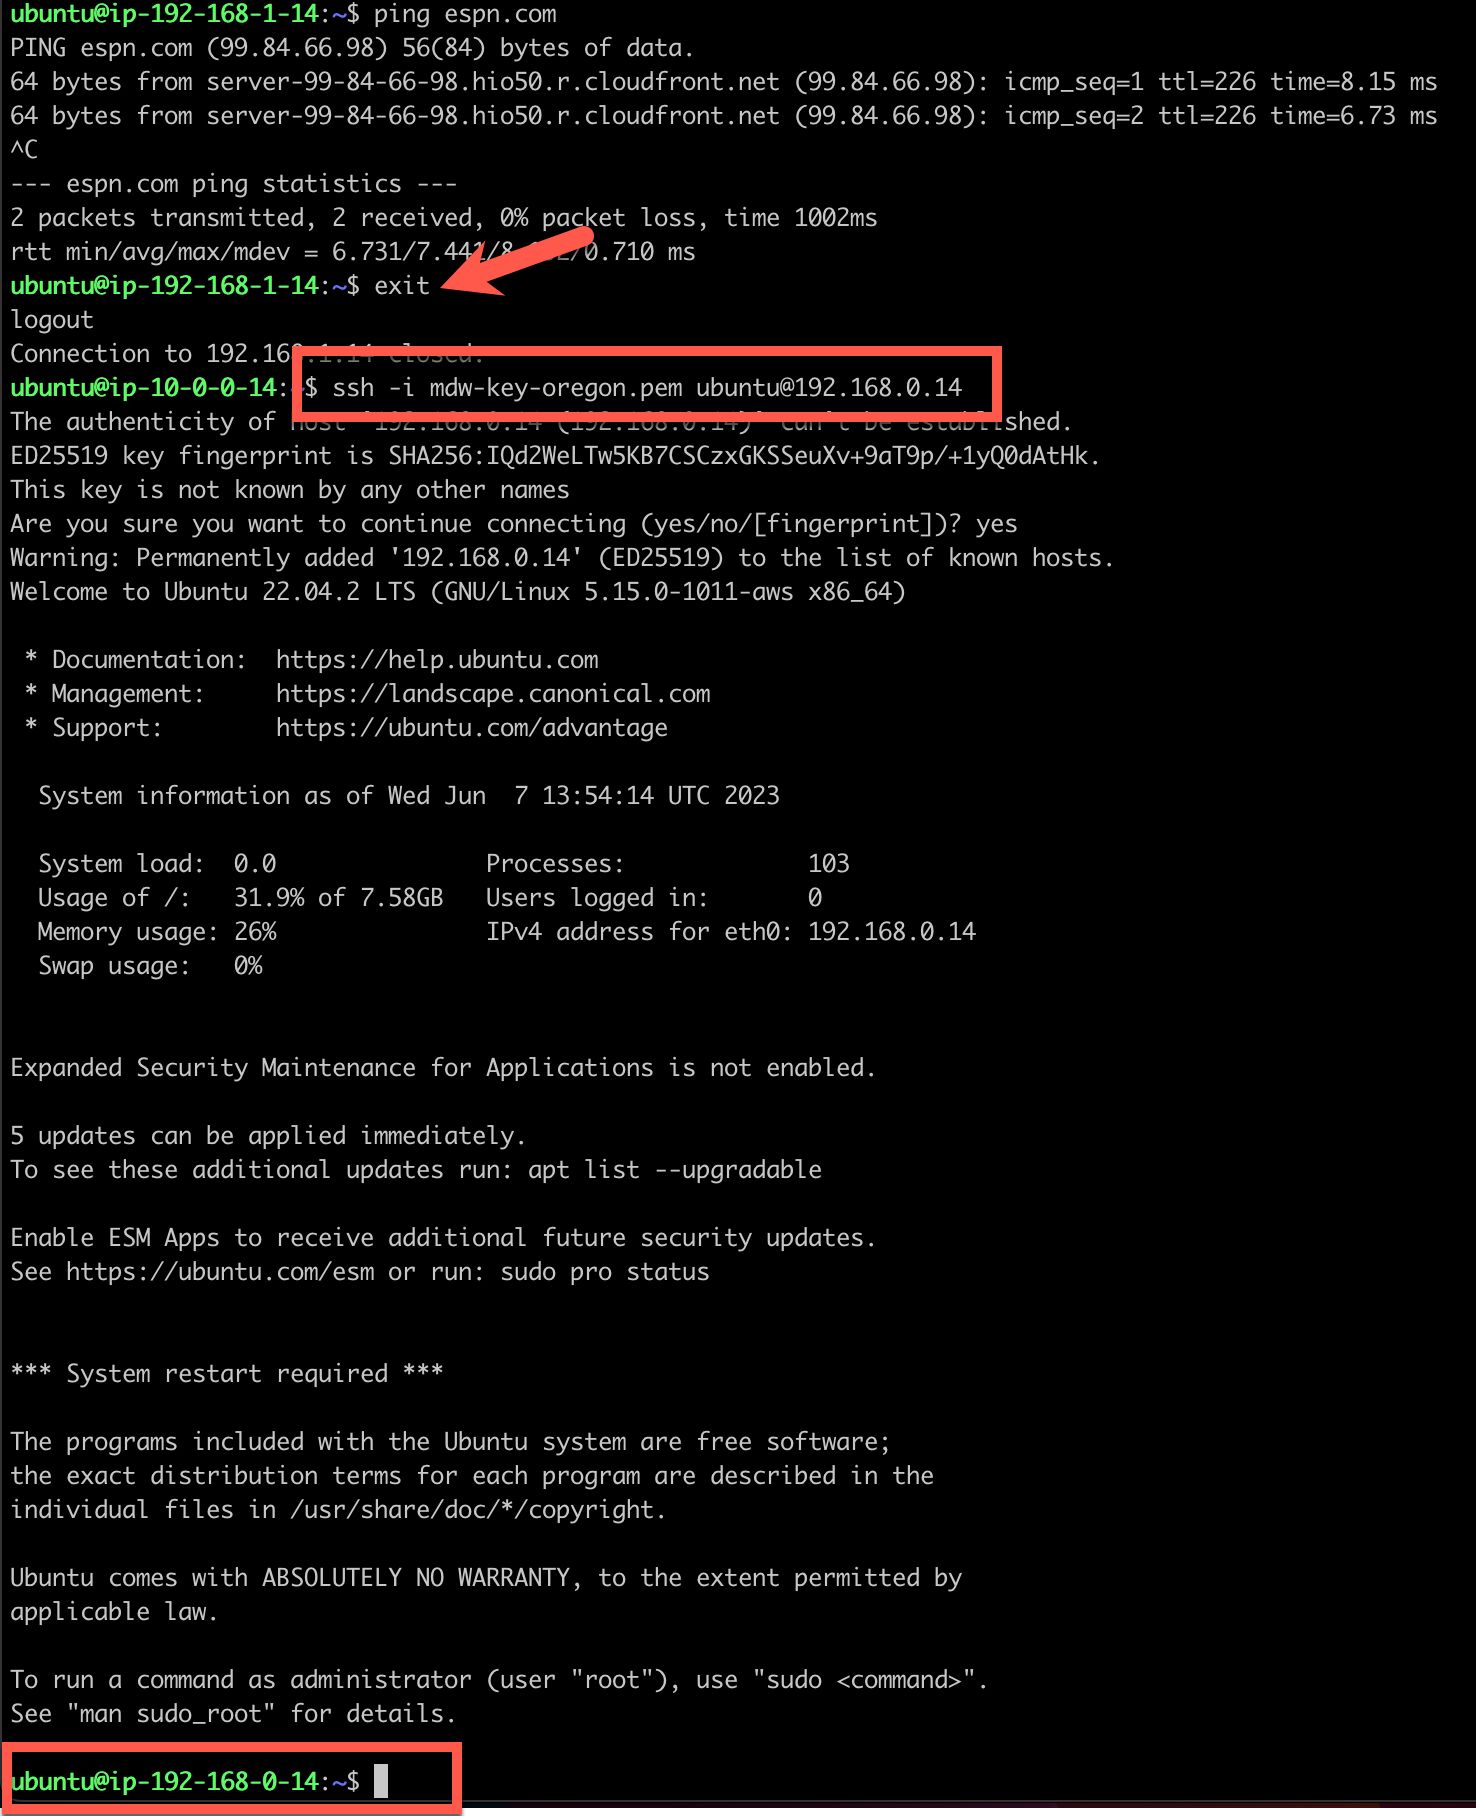 ubuntu@ip-192-168-1-14:~$ ping espn.com
PING espn.com (99.84.66.98) 56(84) bytes of data.
64 bytes from server-99-84-66-98.hio50.r.cloudfront.net (99.84.66.98): icmp_seq=1 ttl=226 time=8.15 ms
64 bytes from server-99-84-66-98.hio50.r.cloudfront.net (99.84.66.98): icmp_seq=2 ttl=226 time=6.73 ms
^C
--- espn.com ping statistics ---
2 packets transmitted, 2 received, 0% packet loss, time 1002ms
rtt min/avg/max/mdev = 6.731/7.441/8. /0.710 ms
ubuntu@ip-192-168-1-14:~$ exit
logout
Connection to 192.168.1.14 closed.
ubuntu@ip-10-0-0-14:~$ ssh -i mdw-key-oregon.pem ubuntu@192.168.0.14
The authenticity of host '192.168.0.14 (192.168.0.14)' can't be established.
ED25519 key fingerprint is SHA256:IQd2WeLTw5KB7CSCzxGKSSeuXv+9aT9p/+1yQ0dAtHk.
This key is not known by any other names
Are you sure you want to continue connecting (yes/no/[fingerprint])? yes
Warning: Permanently added '192.168.0.14' (ED25519) to the list of known hosts.
Welcome to Ubuntu 22.04.2 LTS (GNU/Linux 5.15.0-1011-aws x86_64)
* Documentation:  https://help.ubuntu.com
* Management:     https://landscape.canonical.com
* Support:        https://ubuntu.com/advantage
System information as of Wed Jun  7 13:54:14 UTC 2023
System load:  0.0               Processes:             103
Usage of /:   31.9% of 7.58GB   Users logged in:       0
Memory usage: 26%               IPv4 address for eth0: 192.168.0.14
Swap usage:   0%
Expanded Security Maintenance for Applications is not enabled.
5 updates can be applied immediately.
To see these additional updates run: apt list --upgradable
Enable ESM Apps to receive additional future security updates.
See https://ubuntu.com/esm or run: sudo pro status
*** System restart required ***
The programs included with the Ubuntu system are free software;
the exact distribution terms for each program are described in the
individual files in /usr/share/doc/*/copyright.
Ubuntu comes with ABSOLUTELY NO WARRANTY, to the extent permitted by
applicable law.
To run a command as administrator (user "root"), use "sudo <command>".
See "man sudo_root" for details.
ubuntu@ip-192-168-0-14:~$